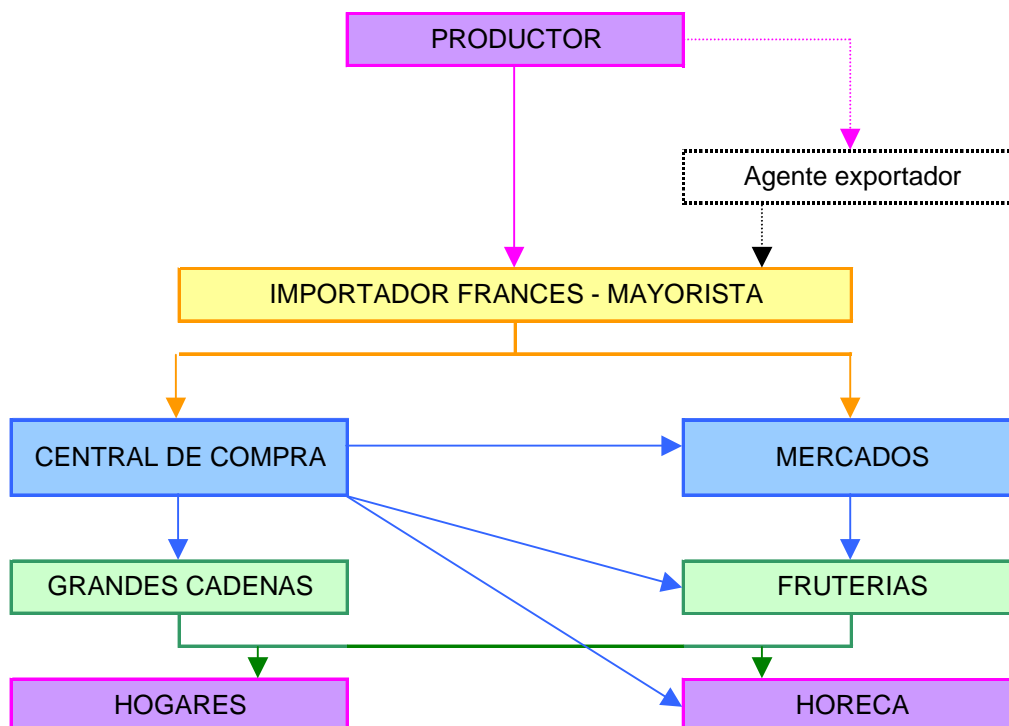 PRODUCTOR
Agente exportador
IMPORTADOR FRANCES - MAYORISTA
CENTRAL DE COMPRA
MERCADOS
GRANDES CADENAS
FRUTERIAS
HOGARES
HORECA